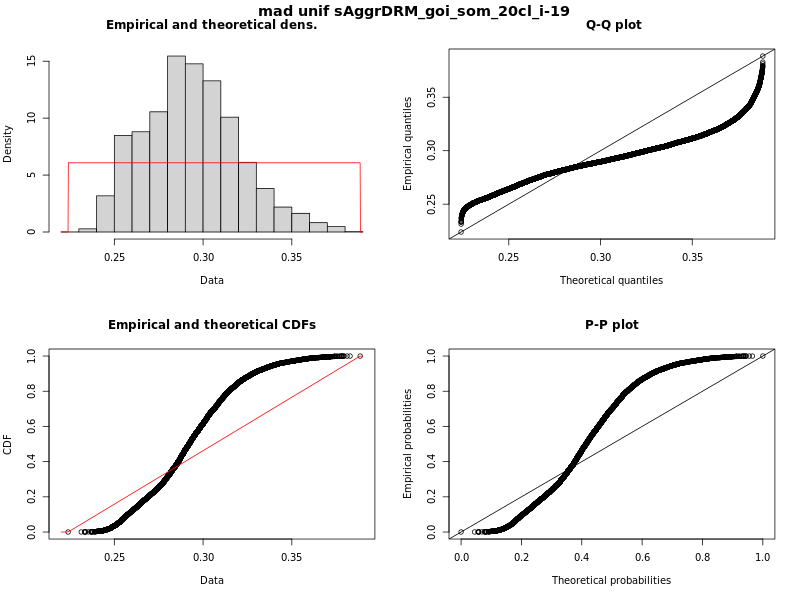 mad unif sAggrDRM_goi_som_20cl_i-19
Empirical and theoretical dens.
Density
0 5 10 15
0.25 0.30 0.35
Data
Q-Q plot
Empirical quantiles
0.25 0.30 0.35
0.25 0.30 0.35
Theoretical quantiles
Empirical and theoretical CDFs
CDF
0.0 0.2 0.4 0.6 0.8 1.0
0.25 0.30 0.35
Data
P-P plot
Empirical probabilities
0.0 0.2 0.4 0.6 0.8 1.0
0.0 0.2 0.4 0.6 0.8 1.0
Theoretical probabilities